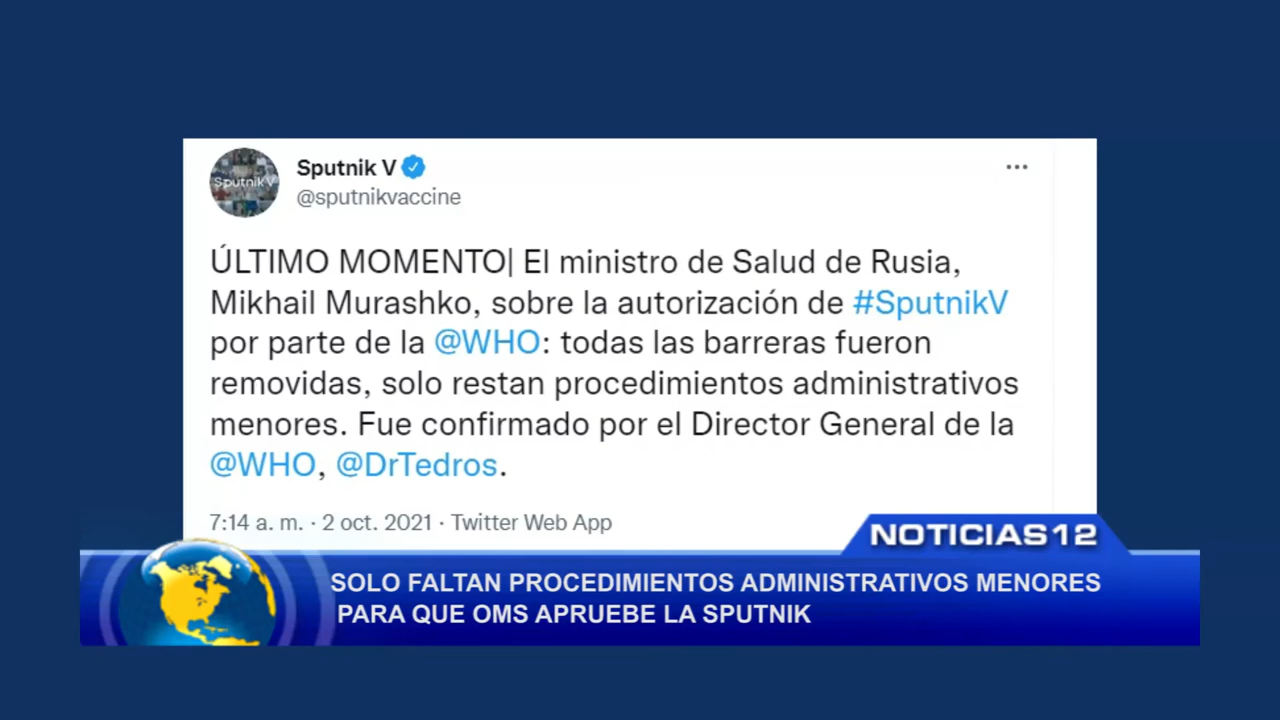 SputnikV
Sputnik V
@sputnikvaccine
ÚLTIMO MOMENTO| El ministro de Salud de Rusia,
Mikhail Murashko, sobre la autorización de #SputnikV
por parte de la @WHO: todas las barreras fueron
removidas, solo restan procedimientos administrativos
menores. Fue confirmado por el Director General de la
@WHO, @DrTedros.
7:14 a. m. · 2 oct. 2021 · Twitter Web App
NOTICIAS12
SOLO FALTAN PROCEDIMIENTOS ADMINISTRATIVOS MENORES
PARA QUE OMS APRUEBE LA SPUTNIK